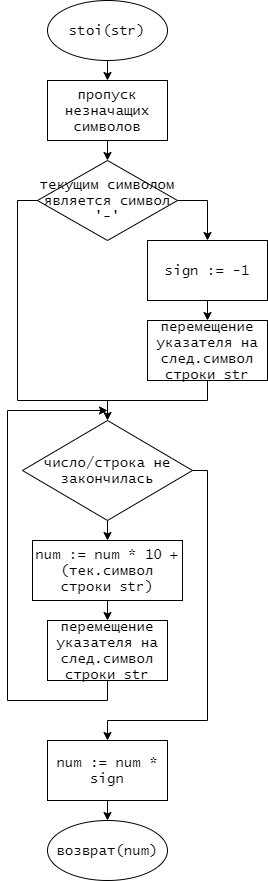 stoi(str)
пропуск
незначащих
символов
текущим символом
является символ
'-'
sign := -1
перемещение
указателя на
след.символ
строки str
число/строка не
закончилась
num := num * 10 +
(тек.символ
строки str)
перемещение
указателя на
след.символ
строки str
num := num *
sign
возврат(num)